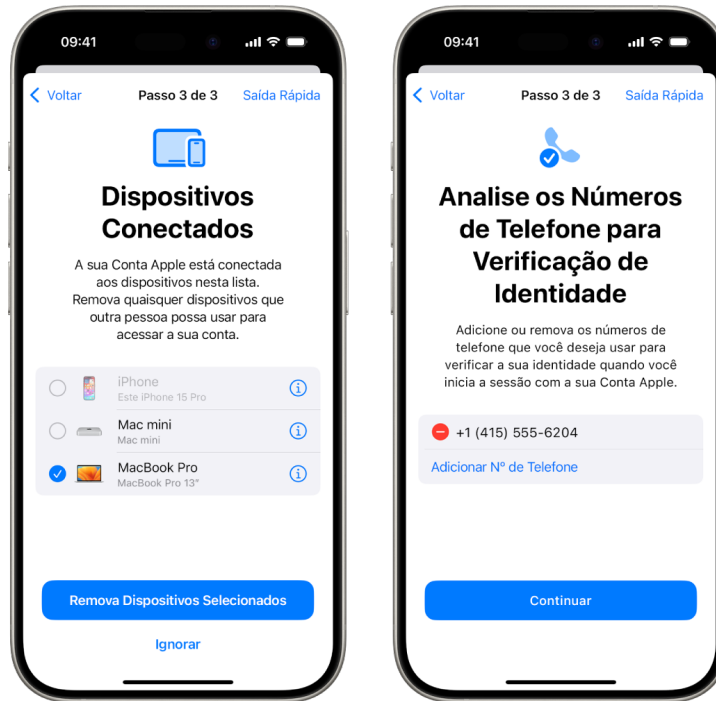 09:41
Voltar
Passo 3 de 3
Saída Rápida
Dispositivos
Conectados
A sua Conta Apple está conectada
aos dispositivos nesta lista.
Remova quaisquer dispositivos que
outra pessoa possa usar para
acessar a sua conta.
iPhone
Este iPhone 15 Pro
Mac mini
Mac mini
MacBook Pro
MacBook Pro 13"
Remova Dispositivos Selecionados
Ignorar
09:41
Voltar
Passo 3 de 3
Saída Rápida
Analise os Números
de Telefone para
Verificação de
Identidade
Adicione ou remova os números de
telefone que você deseja usar para
verificar a sua identidade quando você
inicia a sessão com a sua Conta Apple.
+1 (415) 555-6204
Adicionar Nº de Telefone
Continuar